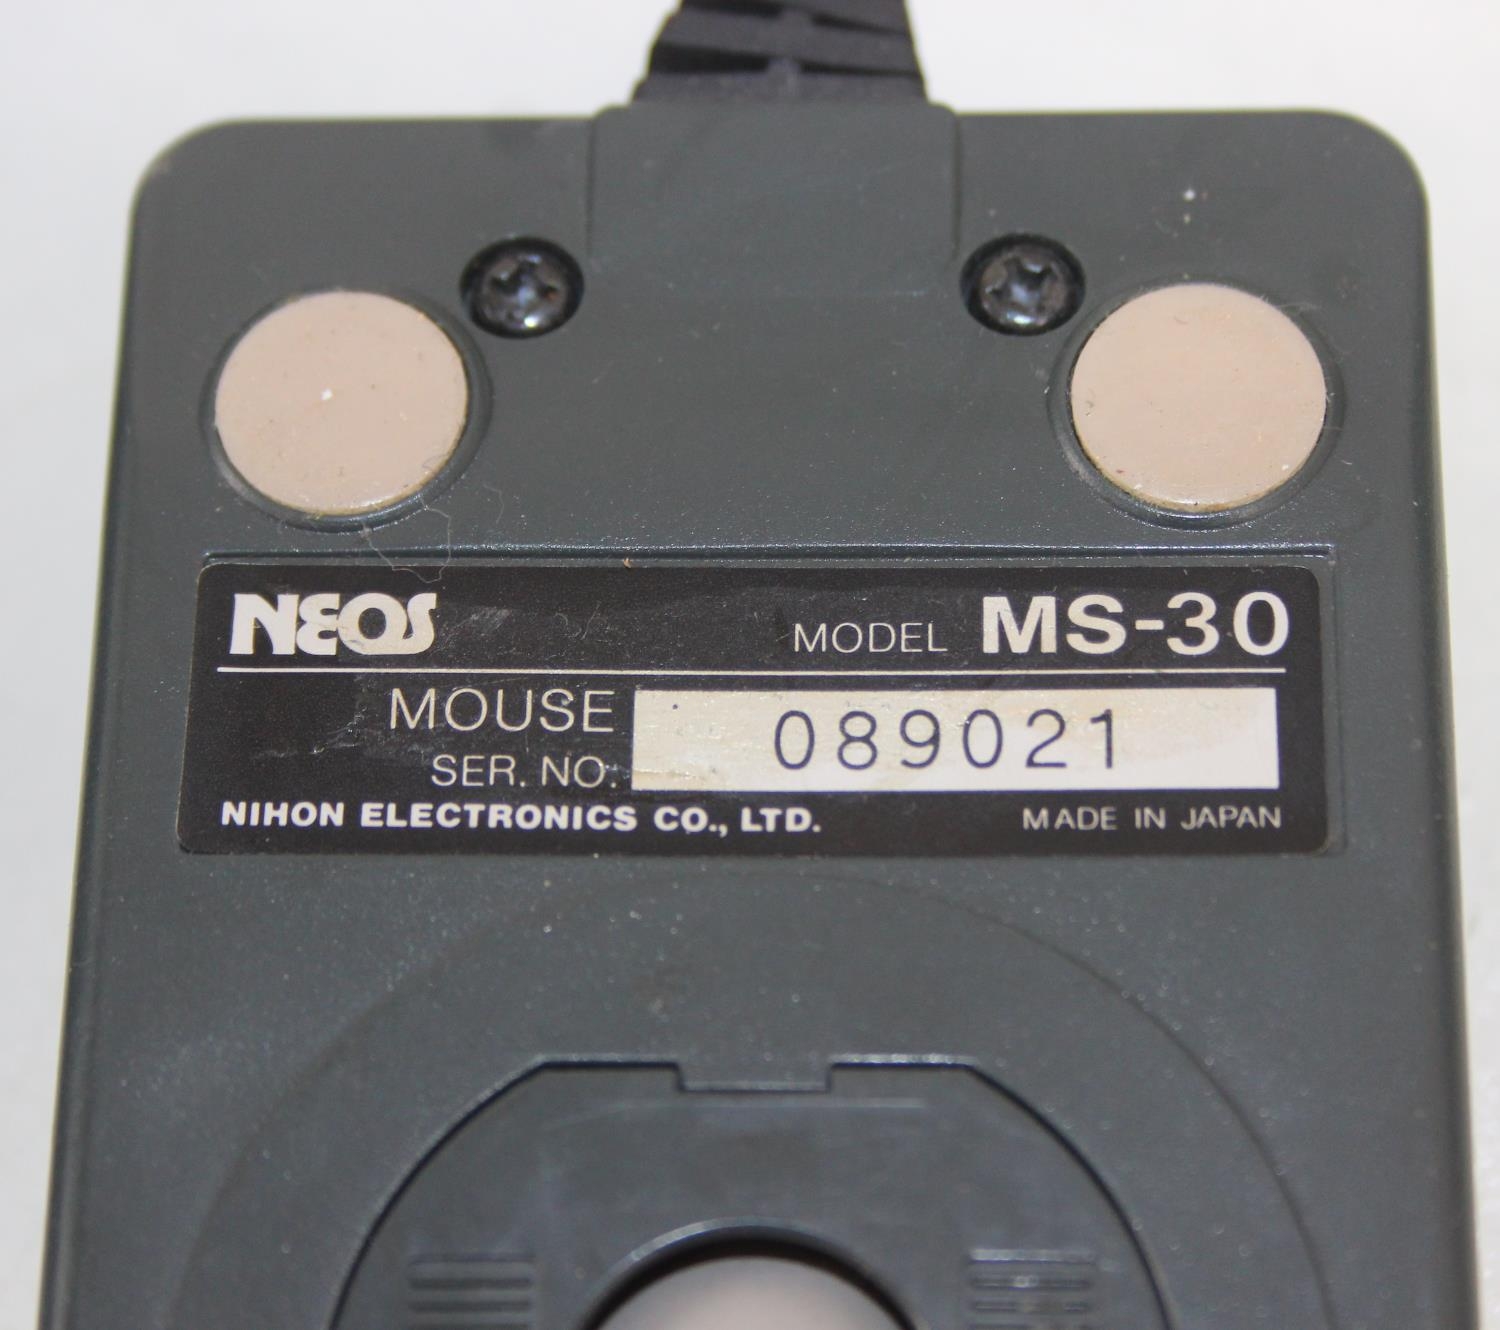 NEOS MODEL MS-30
MOUSE
SER. NO. 089021
NIHON ELECTRONICS CO., LTD. MADE IN JAPAN